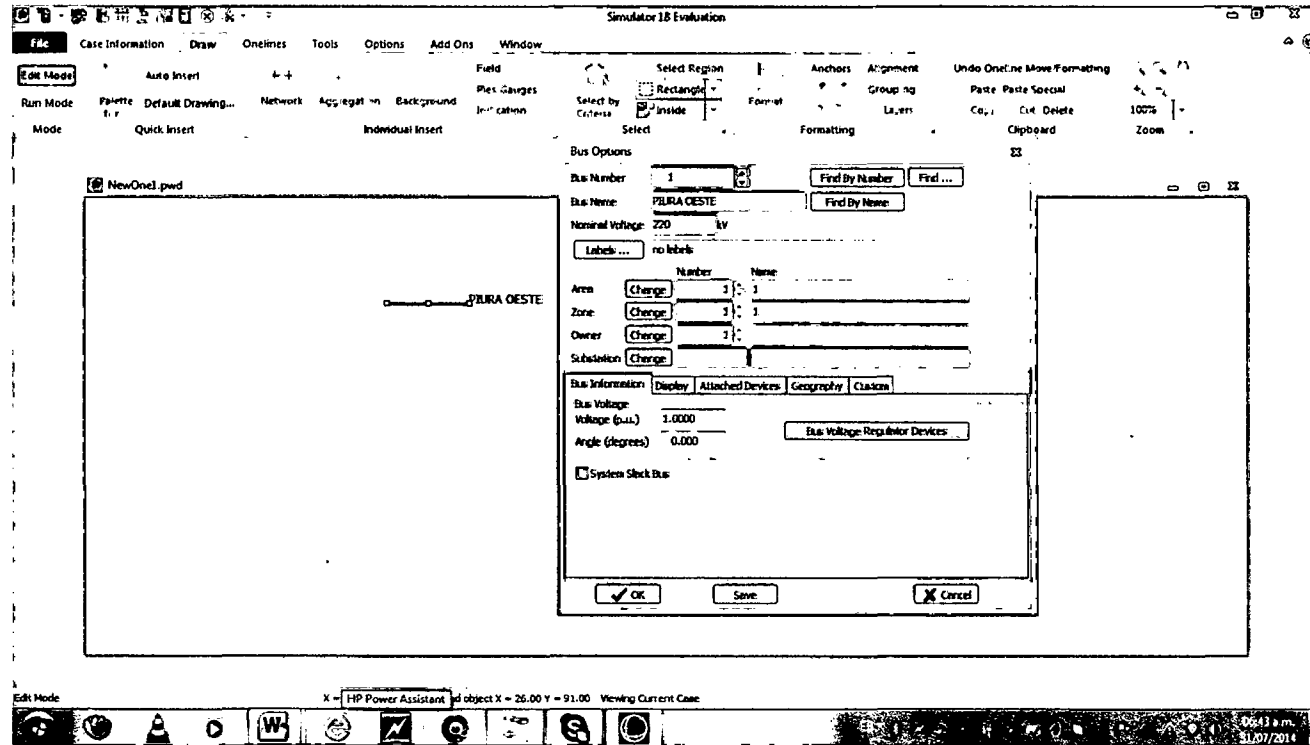 Simulator 18 Evaluation
File Case Information Draw Onelines Tools Options Add Ons Window
Edit Mode
Run Mode
Mode
Auto Insert
Palette Default Drawing...
Quick Insert
Network Aggregation Background
Field
Pies Gauges
Indication
Individual Insert
Select by Criteria
Select Region
Rectangle
Inside
Select
Format
Anchors Alignment
Grouping
Layers
Formatting
Undo Oneline Move/Formatting
Paste Paste Special
Copy Cut Delete
Clipboard
100%
Zoom
NewOne1.pwd
PIURA OESTE
Bus Options
Bus Number 1 Find By Number Find ...
Bus Name PIURA OESTE Find By Name
Nominal Voltage 220 kV
Labels ... no labels
Number Name
Area Change 1 1
Zone Change 1 1
Owner Change 1
Substation Change
Bus Information Display Attached Devices Geography Custom
Bus Voltage
Voltage (p.u.) 1.0000
Angle (degrees) 0.000
Bus Voltage Regulator Devices
System Slack Bus
OK Save Cancel
Edit Mode X = HP Power Assistant d object X = 26.00 Y = 91.00 Viewing Current Case
06:43 a.m.
31/07/2014